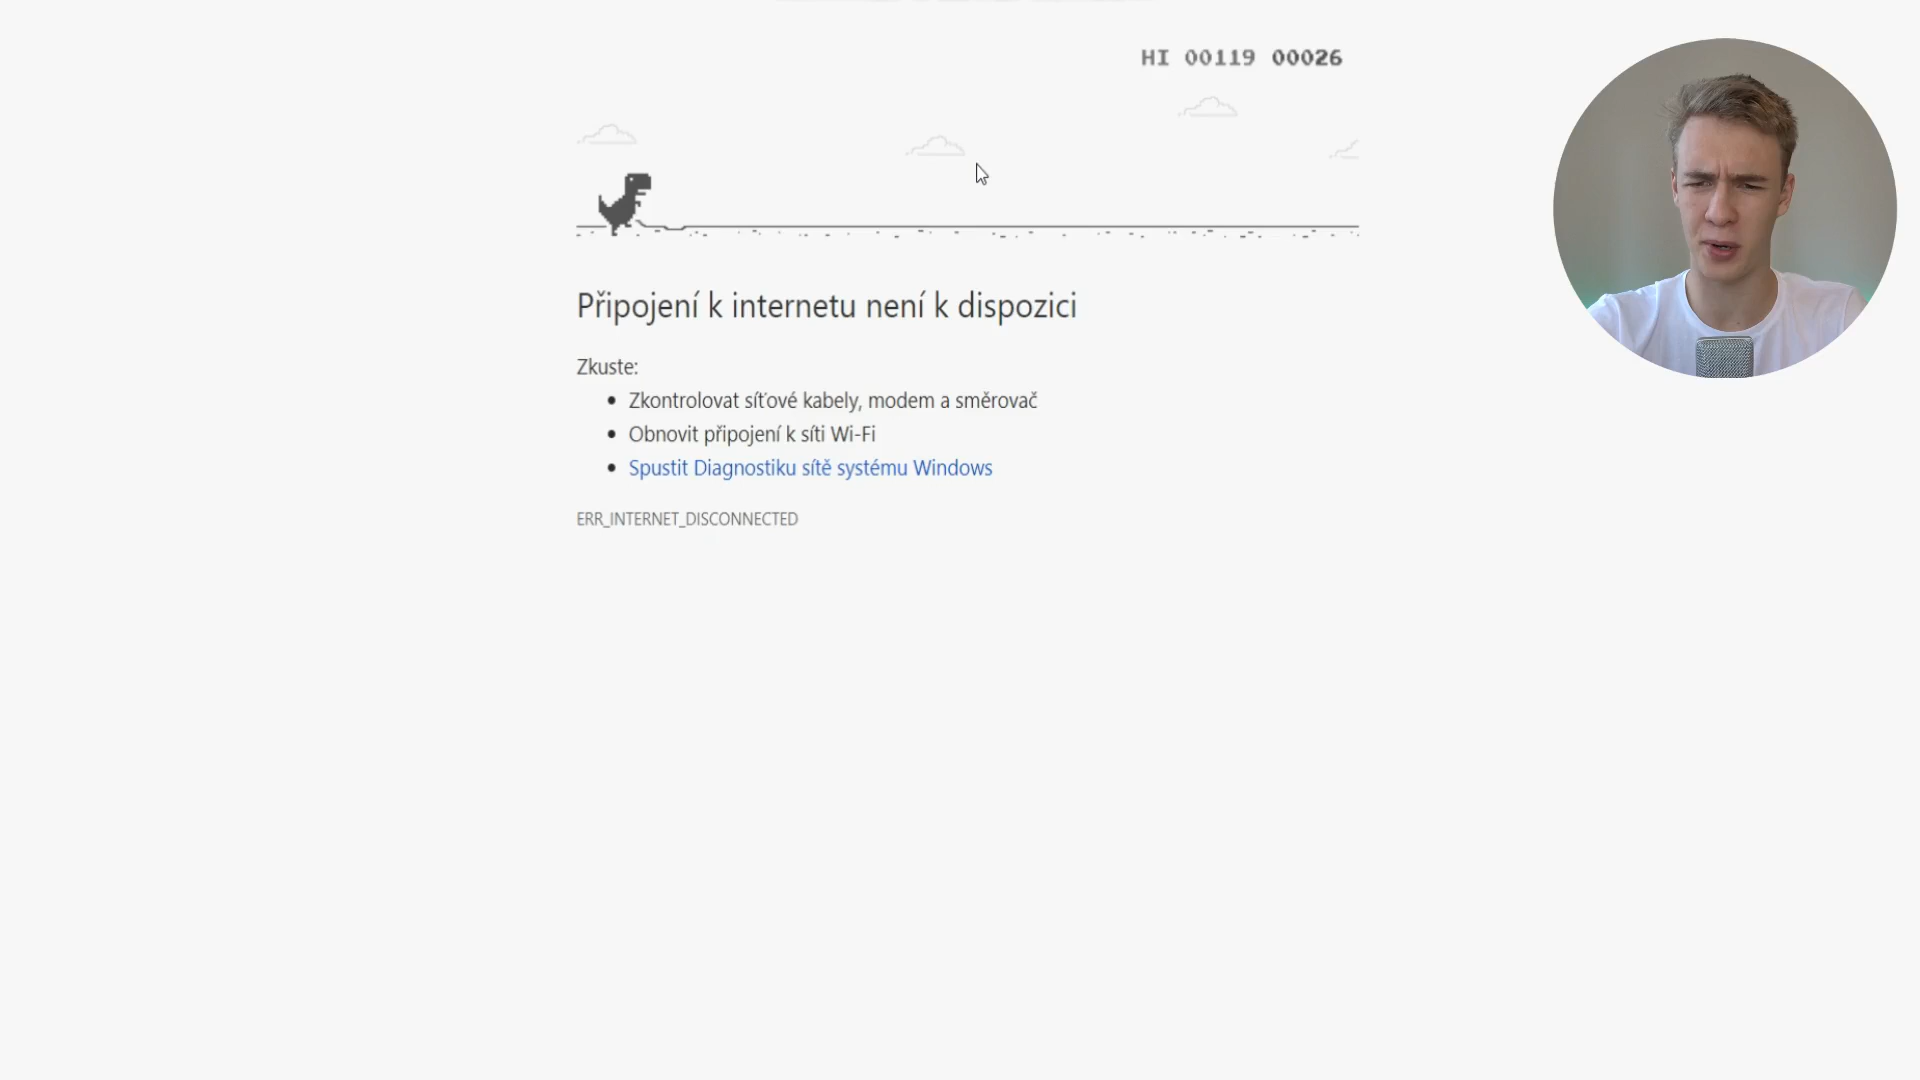 HI 00119 00026
Připojení k internetu není k dispozici
Zkuste:
Zkontrolovat síťové kabely, modem a směrovač
Obnovit připojení k síti Wi-Fi
Spustit Diagnostiku sítě systému Windows
ERR_INTERNET_DISCONNECTED